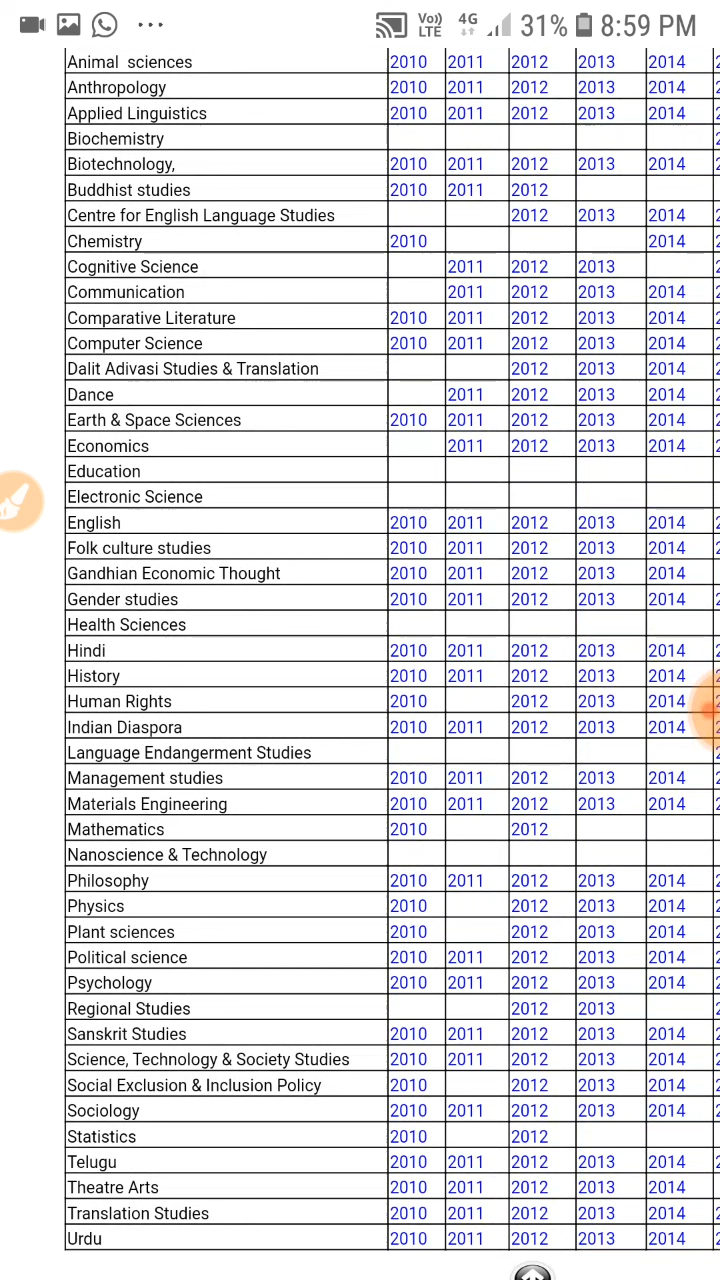 Vo)) LTE 4G 31% 8:59 PM
Animal sciences 2010 2011 2012 2013 2014
Anthropology 2010 2011 2012 2013 2014
Applied Linguistics 2010 2011 2012 2013 2014
Biochemistry
Biotechnology, 2010 2011 2012 2013 2014
Buddhist studies 2010 2011 2012
Centre for English Language Studies 2012 2013 2014
Chemistry 2010 2014
Cognitive Science 2011 2012 2013
Communication 2011 2012 2013 2014
Comparative Literature 2010 2011 2012 2013 2014
Computer Science 2010 2011 2012 2013 2014
Dalit Adivasi Studies & Translation 2012 2013 2014
Dance 2011 2012 2013 2014
Earth & Space Sciences 2010 2011 2012 2013 2014
Economics 2011 2012 2013 2014
Education
Electronic Science
English 2010 2011 2012 2013 2014
Folk culture studies 2010 2011 2012 2013 2014
Gandhian Economic Thought 2010 2011 2012 2013 2014
Gender studies 2010 2011 2012 2013 2014
Health Sciences
Hindi 2010 2011 2012 2013 2014
History 2010 2011 2012 2013 2014
Human Rights 2010 2012 2013 2014
Indian Diaspora 2010 2011 2012 2013 2014
Language Endangerment Studies
Management studies 2010 2011 2012 2013 2014
Materials Engineering 2010 2011 2012 2013 2014
Mathematics 2010 2012
Nanoscience & Technology
Philosophy 2010 2011 2012 2013 2014
Physics 2010 2012 2013 2014
Plant sciences 2010 2012 2013 2014
Political science 2010 2011 2012 2013 2014
Psychology 2010 2011 2012 2013 2014
Regional Studies 2012 2013
Sanskrit Studies 2010 2011 2012 2013 2014
Science, Technology & Society Studies 2010 2011 2012 2013 2014
Social Exclusion & Inclusion Policy 2010 2012 2013 2014
Sociology 2010 2011 2012 2013 2014
Statistics 2010 2012
Telugu 2010 2011 2012 2013 2014
Theatre Arts 2010 2011 2012 2013 2014
Translation Studies 2010 2011 2012 2013 2014
Urdu 2010 2011 2012 2013 2014